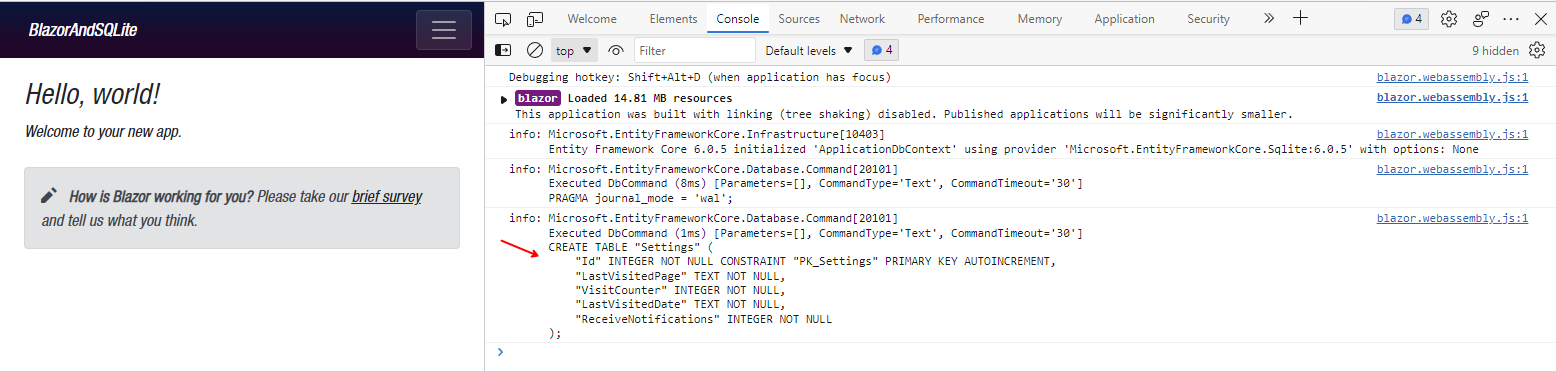 BlazorAndSQLite
Hello, world!
Welcome to your new app.
How is Blazor working for you? Please take our brief survey
and tell us what you think.
Welcome Elements Console Sources Network Performance Memory Application Security 4
top Filter Default levels 4 9 hidden
Debugging hotkey: Shift+Alt+D (when application has focus) blazor.webassembly.js:1
blazor Loaded 14.81 MB resources blazor.webassembly.js:1
This application was built with linking (tree shaking) disabled. Published applications will be significantly smaller.
info: Microsoft.EntityFrameworkCore.Infrastructure[10403] blazor.webassembly.js:1
Entity Framework Core 6.0.5 initialized 'ApplicationDbContext' using provider 'Microsoft.EntityFrameworkCore.Sqlite:6.0.5' with options: None
info: Microsoft.EntityFrameworkCore.Database.Command[20101] blazor.webassembly.js:1
Executed DbCommand (8ms) [Parameters=[], CommandType='Text', CommandTimeout='30']
PRAGMA journal_mode = 'wal';
info: Microsoft.EntityFrameworkCore.Database.Command[20101] blazor.webassembly.js:1
Executed DbCommand (1ms) [Parameters=[], CommandType='Text', CommandTimeout='30']
CREATE TABLE "Settings" (
"Id" INTEGER NOT NULL CONSTRAINT "PK_Settings" PRIMARY KEY AUTOINCREMENT,
"LastVisitedPage" TEXT NOT NULL,
"VisitCounter" INTEGER NOT NULL,
"LastVisitedDate" TEXT NOT NULL,
"ReceiveNotifications" INTEGER NOT NULL
);